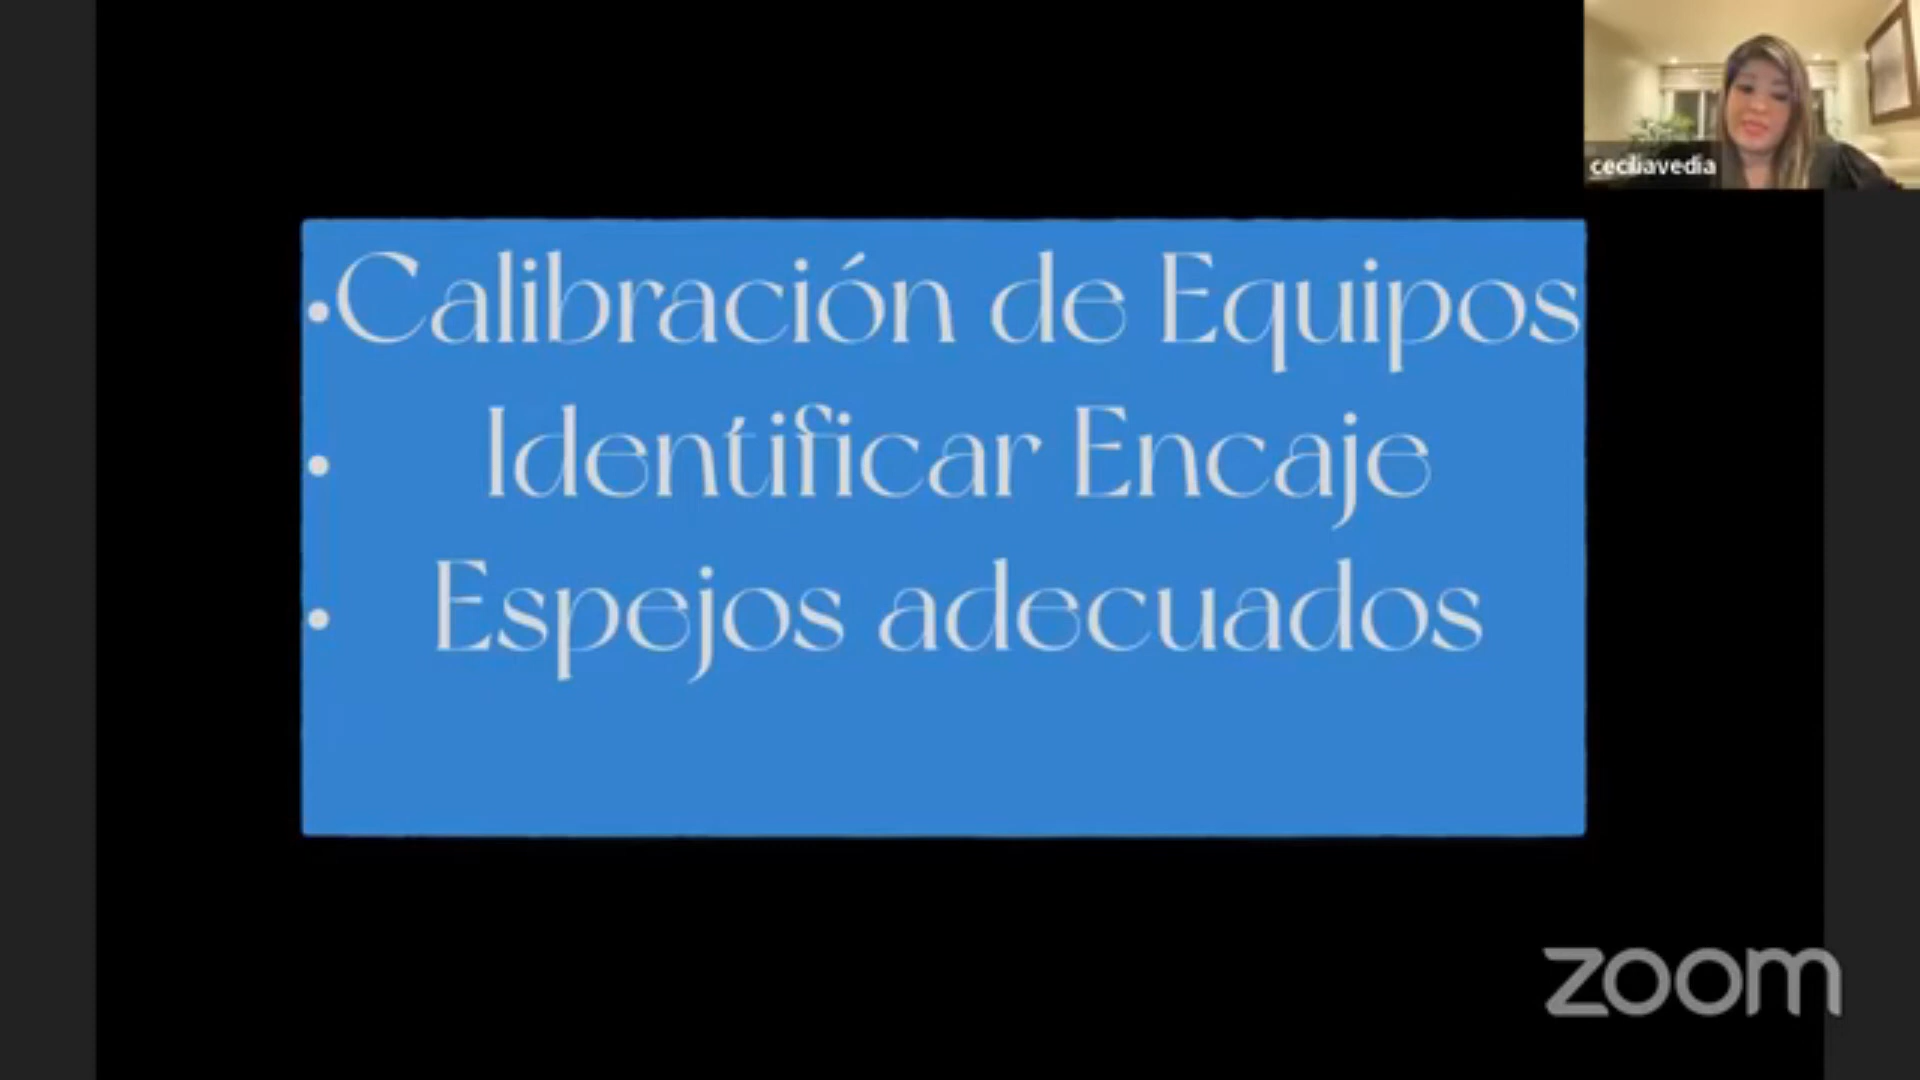 ceciliavedia
•Calibración de Equipos
• Identificar Encaje
• Espejos adecuados
zoom